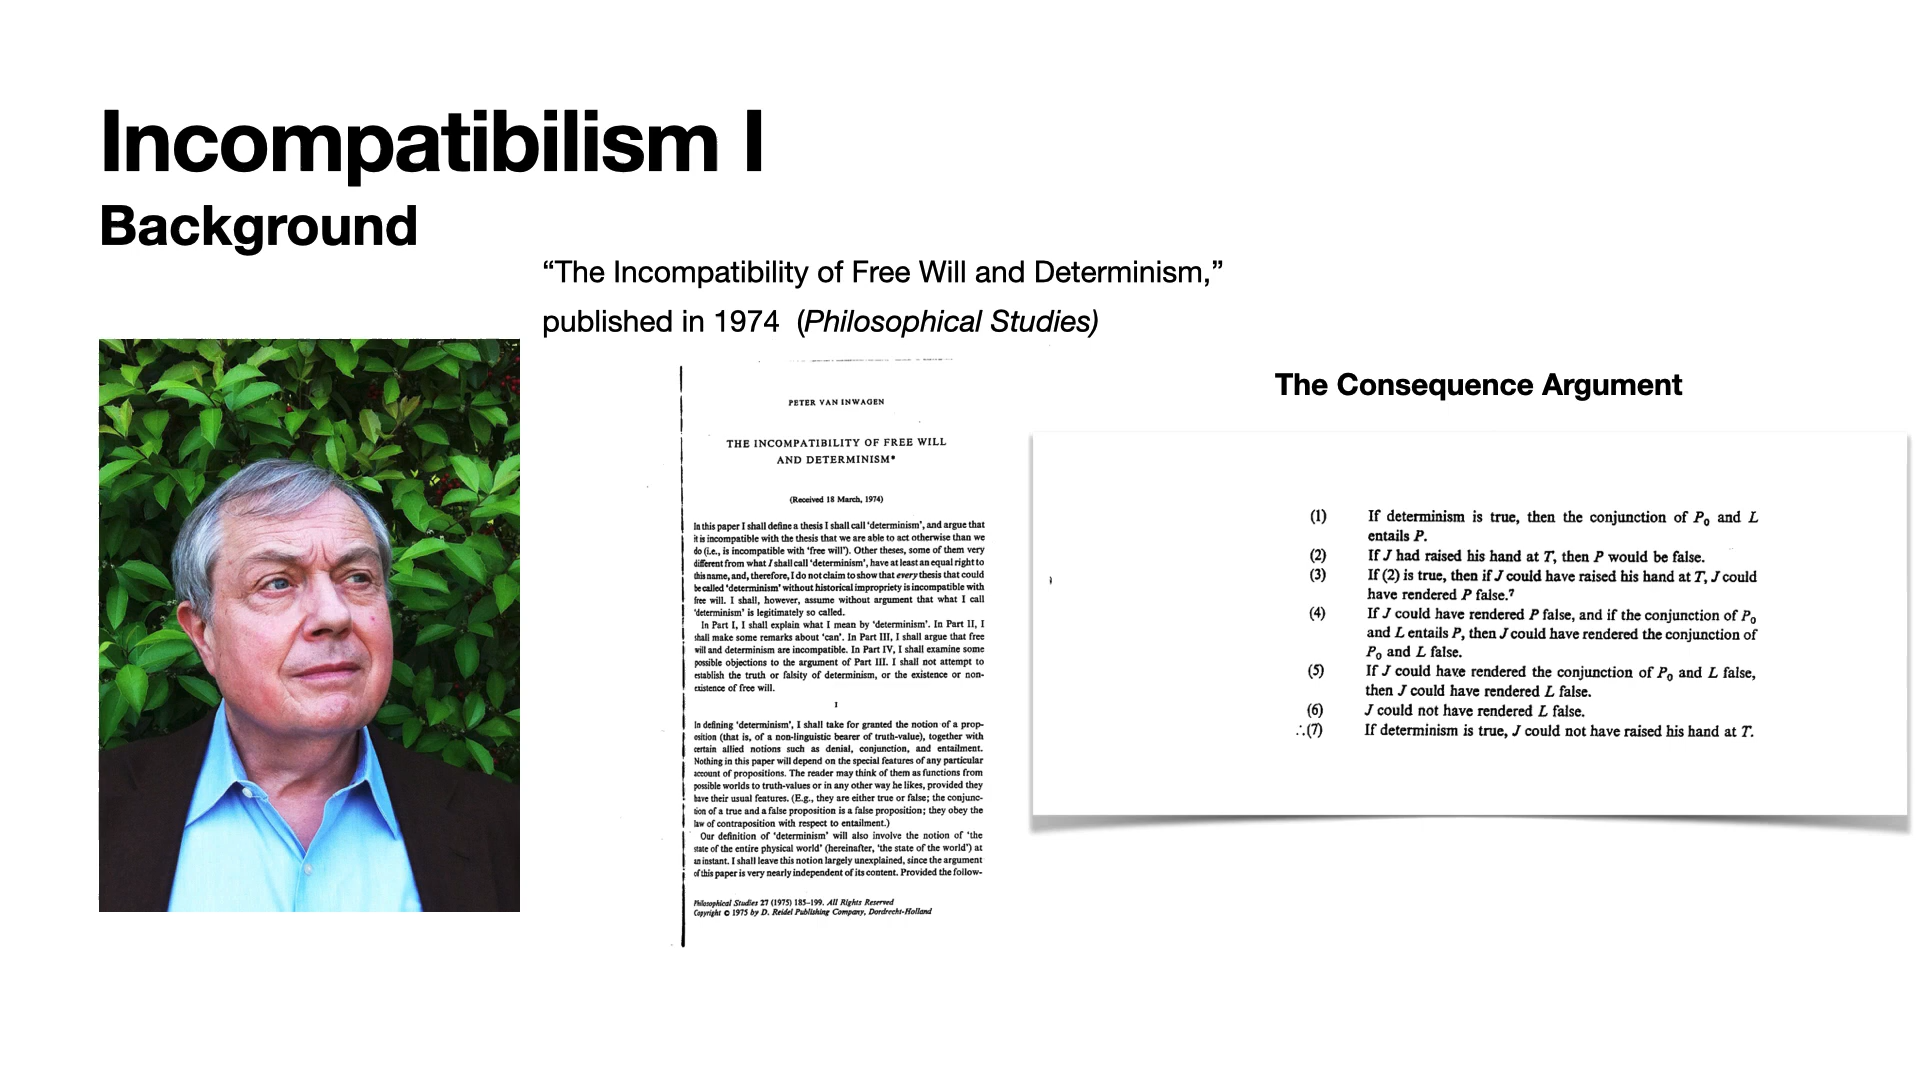 Incompatibilism I
Background
“The Incompatibility of Free Will and Determinism,”
published in 1974 (Philosophical Studies)
PETER VAN INWAGEN
THE INCOMPATIBILITY OF FREE WILL
AND DETERMINISM*
(Received 18 March, 1974)
In this paper I shall define a thesis I shall call ‘determinism’, and argue that
it is incompatible with the thesis that we are able to act otherwise than we
do (i.e., is incompatible with ‘free will’). Other theses, some of them very
different from what I shall call ‘determinism’, have at least an equal right to
this name, and, therefore, I do not claim to show that every thesis that could
be called ‘determinism’ without historical impropriety is incompatible with
free will. I shall, however, assume without argument that what I call
‘determinism’ is legitimately so called.
In Part I, I shall explain what I mean by ‘determinism’. In Part II, I
shall make some remarks about ‘can’. In Part III, I shall argue that free
will and determinism are incompatible. In Part IV, I shall examine some
possible objections to the argument of Part III. I shall not attempt to
establish the truth or falsity of determinism, or the existence or non-
existence of free will.
I
In defining ‘determinism’, I shall take for granted the notion of a prop-
osition (that is, of a non-linguistic bearer of truth-value), together with
certain allied notions such as denial, conjunction, and entailment.
Nothing in this paper will depend on the special features of any particular
account of propositions. The reader may think of them as functions from
possible worlds to truth-values or in any other way he likes, provided they
have their usual features. (E.g., they are either true or false; the conjunc-
tion of a true and a false proposition is a false proposition; they obey the
law of contraposition with respect to entailment.)
Our definition of ‘determinism’ will also involve the notion of ‘the
state of the entire physical world’ (hereinafter, ‘the state of the world’) at
an instant. I shall leave this notion largely unexplained, since the argument
of this paper is very nearly independent of its content. Provided the follow-
Philosophical Studies 27 (1975) 185–199. All Rights Reserved
Copyright © 1975 by D. Reidel Publishing Company, Dordrecht-Holland
The Consequence Argument
(1) If determinism is true, then the conjunction of P₀ and L
entails P.
(2) If J had raised his hand at T, then P would be false.
(3) If (2) is true, then if J could have raised his hand at T, J could
have rendered P false.⁷
(4) If J could have rendered P false, and if the conjunction of P₀
and L entails P, then J could have rendered the conjunction of
P₀ and L false.
(5) If J could have rendered the conjunction of P₀ and L false,
then J could have rendered L false.
(6) J could not have rendered L false.
∴(7) If determinism is true, J could not have raised his hand at T.